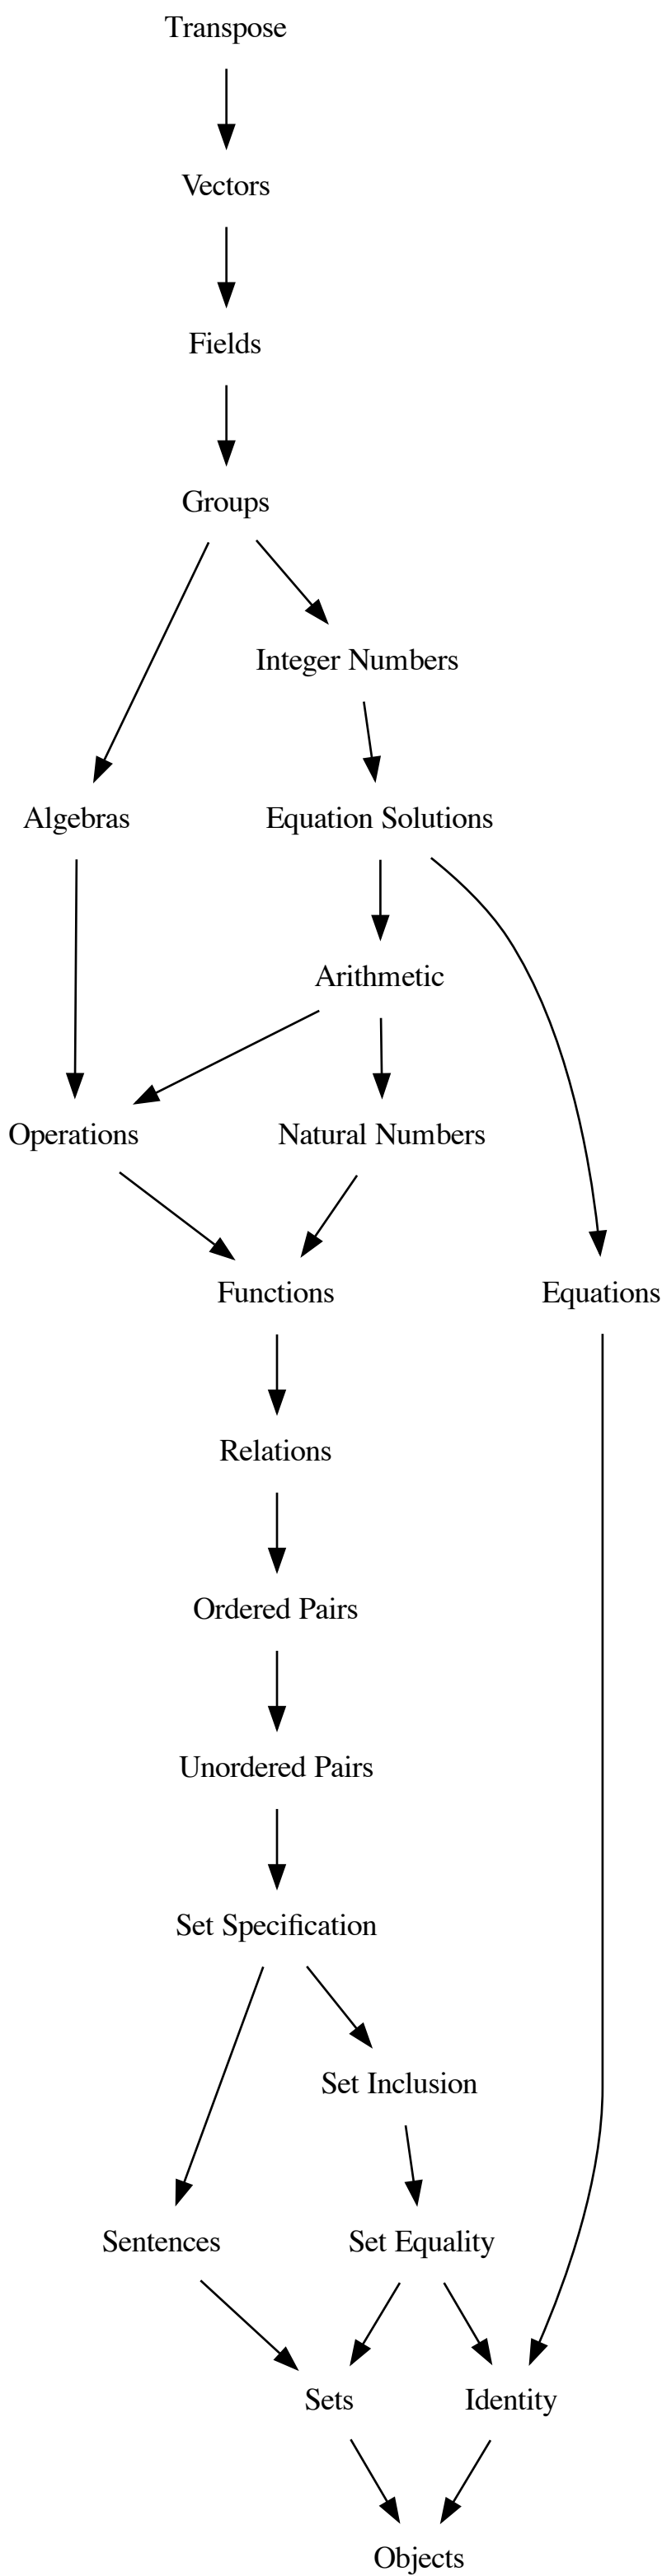 Transpose
Vectors
Fields
Groups
Integer Numbers
Algebras
Equation Solutions
Arithmetic
Operations
Natural Numbers
Functions
Equations
Relations
Ordered Pairs
Unordered Pairs
Set Specification
Set Inclusion
Sentences
Set Equality
Sets
Identity
Objects